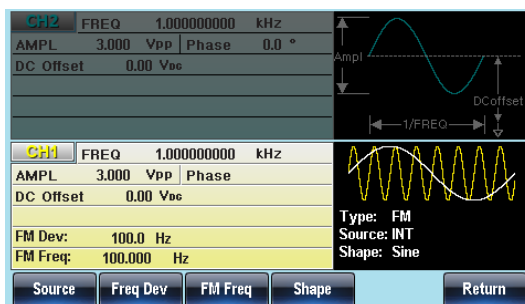 CH2 FREQ 1.000000000 kHz
AMPL 3.000 VPP Phase 0.0 °
DC Offset 0.00 VDC
Ampl
DCoffset
1/FREQ
CH1 FREQ 1.000000000 kHz
AMPL 3.000 VPP Phase
DC Offset 0.00 VDC
FM Dev: 100.0 Hz
FM Freq: 100.000 Hz
Type: FM
Source: INT
Shape: Sine
Source Freq Dev FM Freq Shape Return